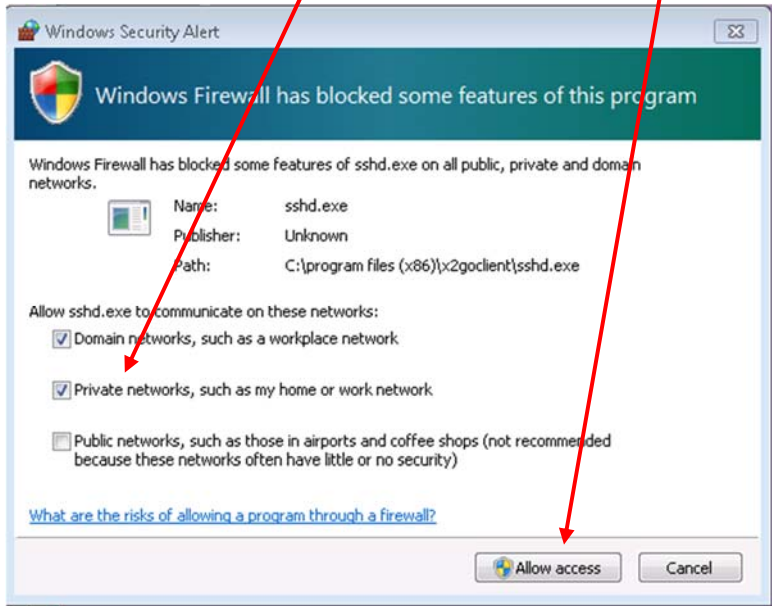 Windows Security Alert
Windows Firewall has blocked some features of this program
Windows Firewall has blocked some features of sshd.exe on all public, private and domain
networks.
Name: sshd.exe
Publisher: Unknown
Path: C:\program files (x86)\x2goclient\sshd.exe
Allow sshd.exe to communicate on these networks:
Domain networks, such as a workplace network
Private networks, such as my home or work network
Public networks, such as those in airports and coffee shops (not recommended
because these networks often have little or no security)
What are the risks of allowing a program through a firewall?
Allow access Cancel